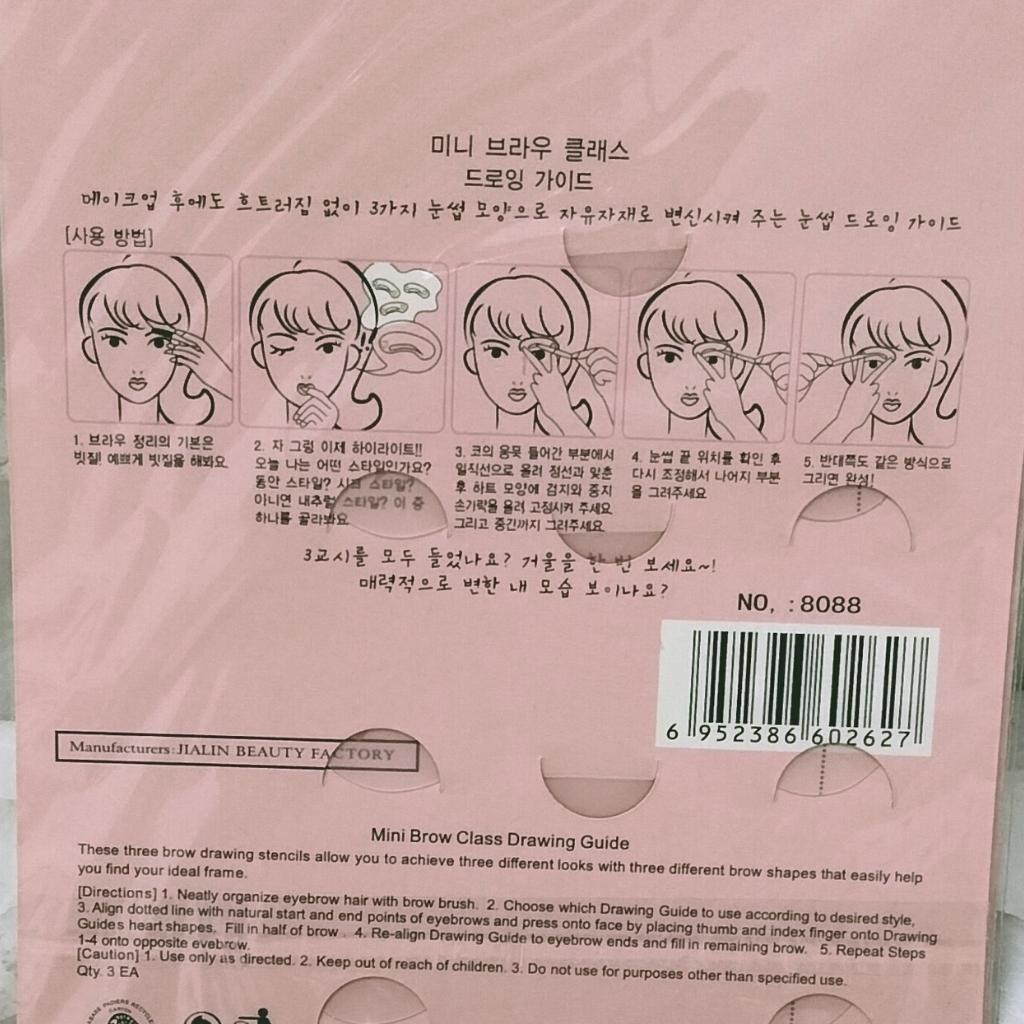 미니 브라우 클래스
드로잉 가이드
메이크업 후에도 흐트러짐 없이 3가지 눈썹 모양으로 자유자재로 변신시켜 주는 눈썹 드로잉 가이드
[사용 방법]
1. 브라우 정리의 기본은
빗질! 예쁘게 빗질을 해봐요
2. 자 그럼 이제 하이라이트!!
오늘 나는 어떤 스타일인가요?
동안 스타일? 시크 스타일?
아니면 내추럴 스타일? 이 중
하나를 골라봐요
3. 코의 옹못 들어간 부분에서
일직선으로 올려 정선과 맞춘
후 하트 모양에 검지와 중지
손가락을 올려 고정시켜 주세요
그리고 중간까지 그려주세요
4. 눈썹 끝 위치를 확인 후
다시 조정해서 나머지 부분
을 그려주세요
5. 반대쪽도 같은 방식으로
그리면 완성!
3교시를 모두 들었나요? 거울을 한 번 보세요~!
매력적으로 변한 내 모습 보이나요?
NO, :8088
6 952386 602627
Manufacturers:JIALIN BEAUTY FACTORY
Mini Brow Class Drawing Guide
These three brow drawing stencils allow you to achieve three different looks with three different brow shapes that easily help
you find your ideal frame.
[Directions] 1. Neatly organize eyebrow hair with brow brush. 2. Choose which Drawing Guide to use according to desired style,
3. Align dotted line with natural start and end points of eyebrows and press onto face by placing thumb and index finger onto Drawing
Guides heart shapes. Fill in half of brow . 4. Re-align Drawing Guide to eyebrow ends and fill in remaining brow. 5. Repeat Steps
1-4 onto opposite eyebrow.
[Caution] 1. Use only as directed. 2. Keep out of reach of children. 3. Do not use for purposes other than specified use.
Qty. 3 EA